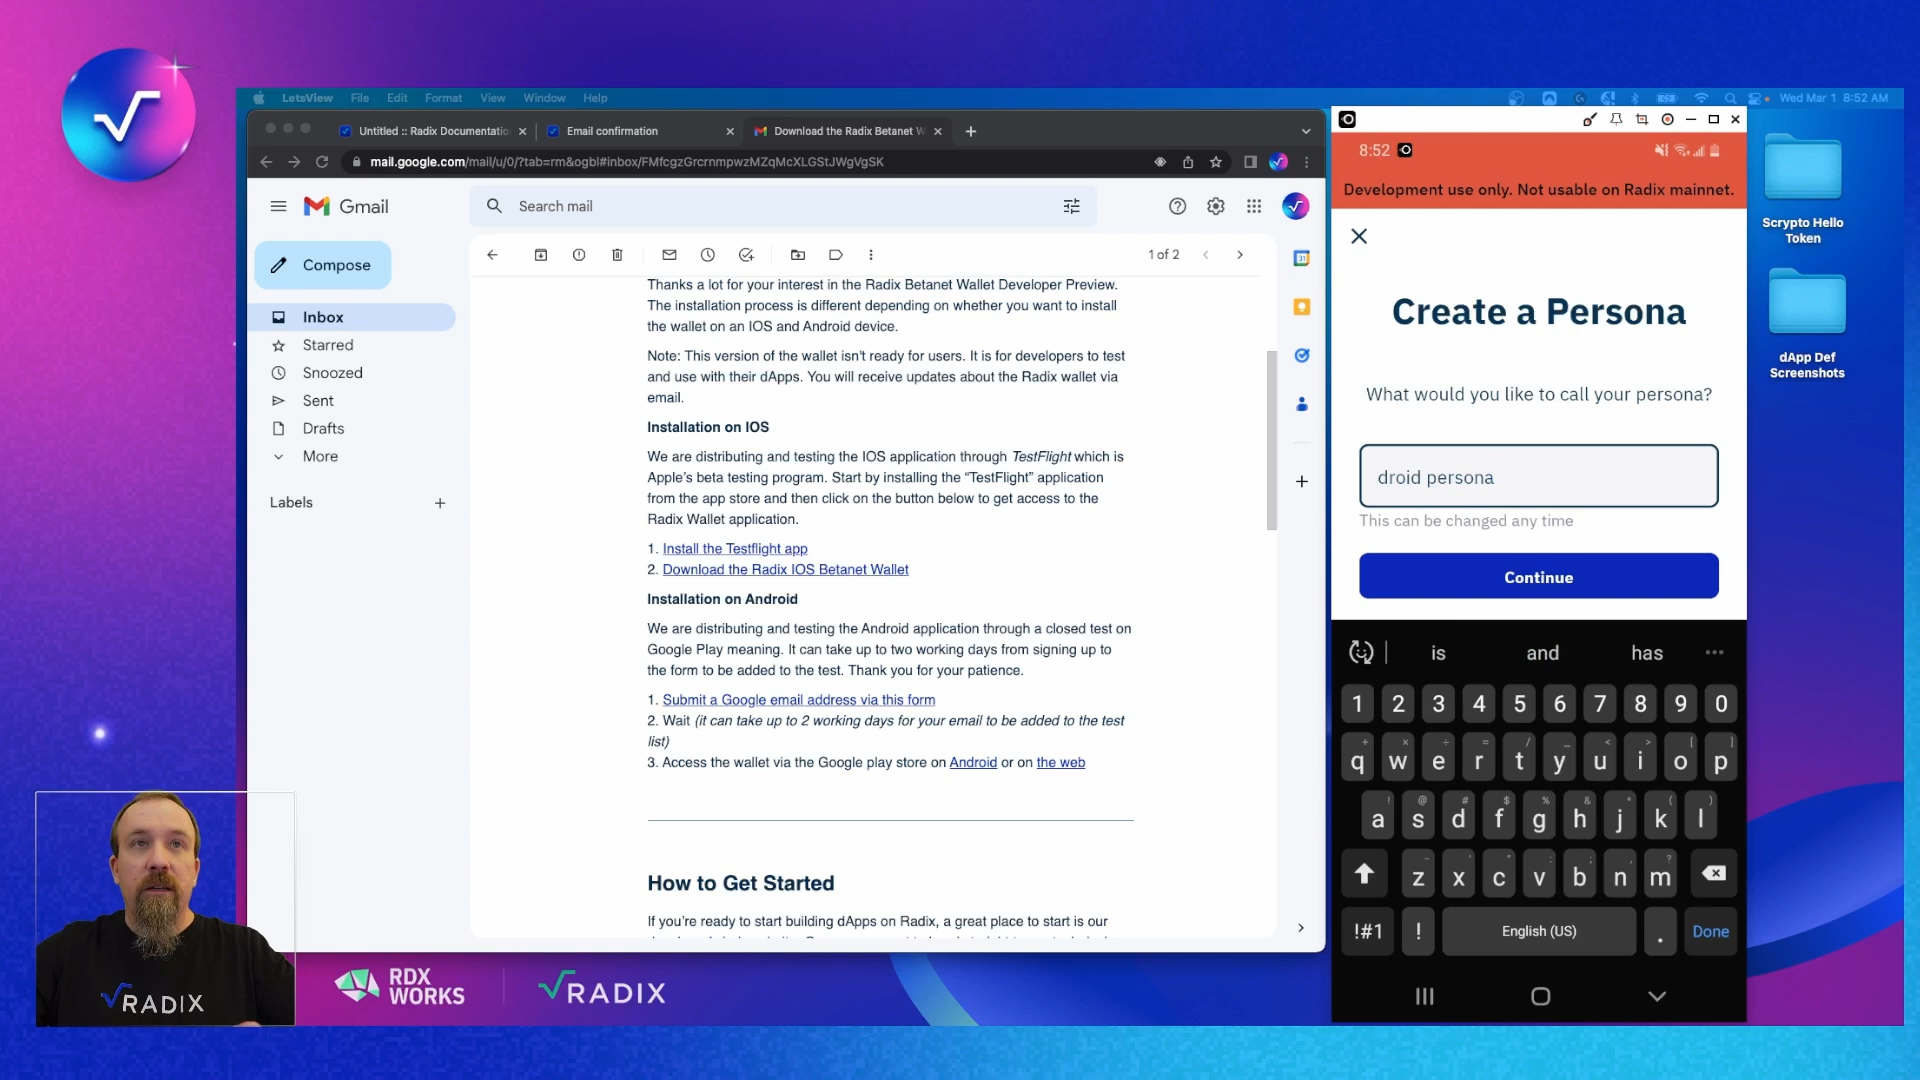 LetsView File Edit Format View Window Help
Wed Mar 1 8:52 AM
Untitled :: Radix Documentatio
Email confirmation
Download the Radix Betanet W
mail.google.com/mail/u/0/?tab=rm&ogbl#inbox/FMfcgzGrcrnmpwzMZqMcXLGStJWgVgSK
Gmail
Search mail
Compose
1 of 2
Inbox
Starred
Snoozed
Sent
Drafts
More
Labels
Thanks a lot for your interest in the Radix Betanet Wallet Developer Preview.
The installation process is different depending on whether you want to install
the wallet on an IOS and Android device.
Note: This version of the wallet isn't ready for users. It is for developers to test
and use with their dApps. You will receive updates about the Radix wallet via
email.
Installation on IOS
We are distributing and testing the IOS application through TestFlight which is
Apple's beta testing program. Start by installing the “TestFlight” application
from the app store and then click on the button below to get access to the
Radix Wallet application.
1. Install the Testflight app
2. Download the Radix IOS Betanet Wallet
Installation on Android
We are distributing and testing the Android application through a closed test on
Google Play meaning. It can take up to two working days from signing up to
the form to be added to the test. Thank you for your patience.
1. Submit a Google email address via this form
2. Wait (it can take up to 2 working days for your email to be added to the test
list)
3. Access the wallet via the Google play store on Android or on the web
How to Get Started
If you're ready to start building dApps on Radix, a great place to start is our
31
8:52
Development use only. Not usable on Radix mainnet.
Create a Persona
What would you like to call your persona?
droid persona
This can be changed any time
Continue
is and has
1 2 3 4 5 6 7 8 9 0
q w e r t y u i o p
a s d f g h j k l
z x c v b n m
!#1 ! English (US) . Done
Scrypto Hello
Token
dApp Def
Screenshots
RADIX
RDX
WORKS
RADIX